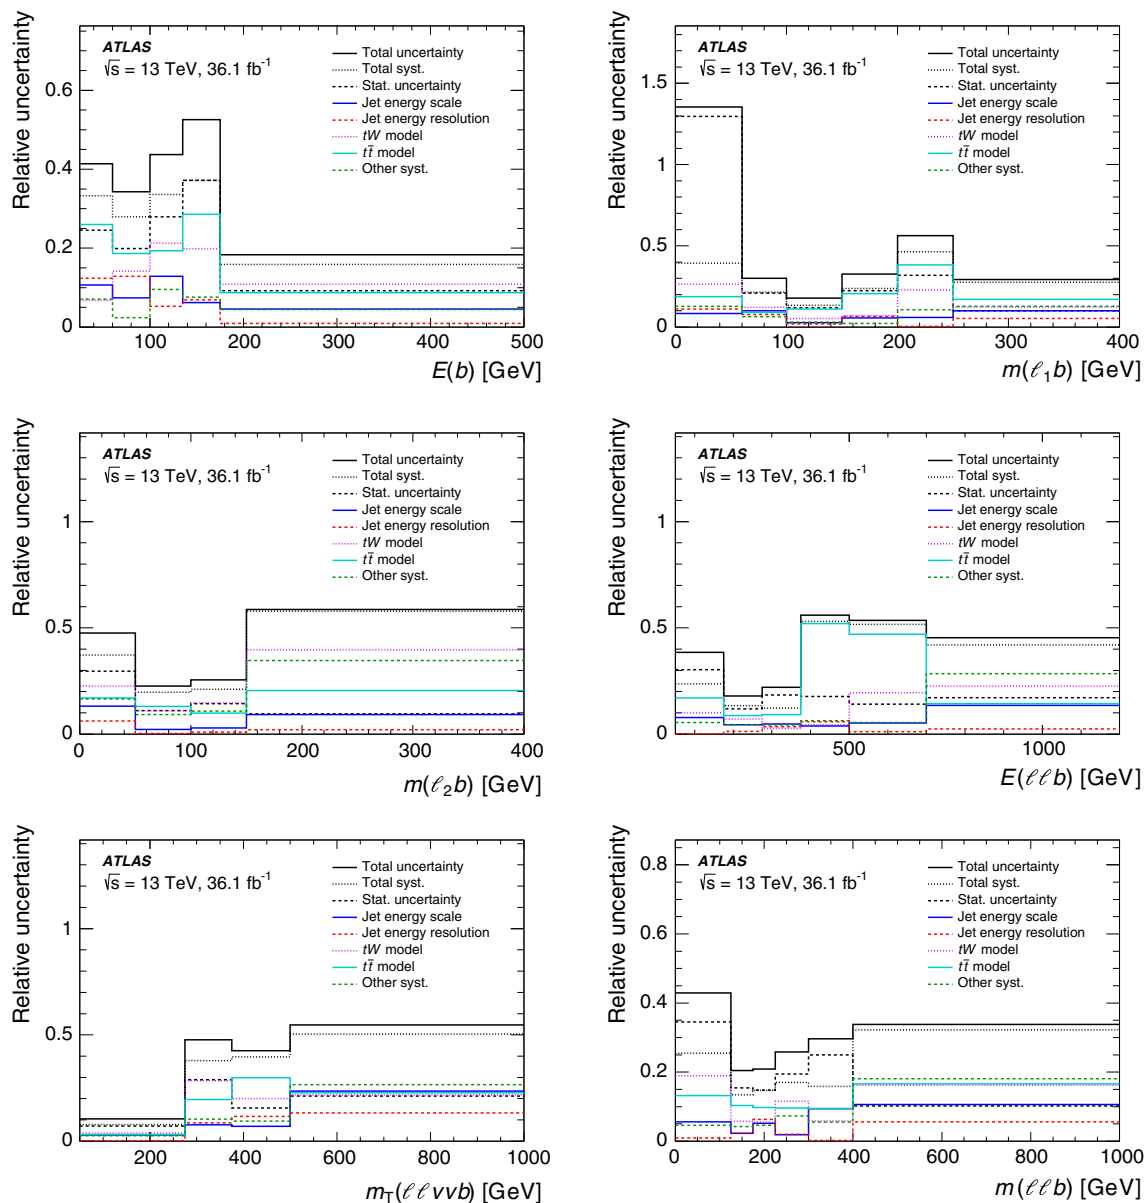 Relative uncertainty
ATLAS
√s = 13 TeV, 36.1 fb⁻¹
Total uncertainty
Total syst.
Stat. uncertainty
Jet energy scale
Jet energy resolution
tW model
tt̄ model
Other syst.
0.6
0.4
0.2
0
100 200 300 400 500
E(b) [GeV]
Relative uncertainty
ATLAS
√s = 13 TeV, 36.1 fb⁻¹
Total uncertainty
Total syst.
Stat. uncertainty
Jet energy scale
Jet energy resolution
tW model
tt̄ model
Other syst.
1.5
1
0.5
0
0 100 200 300 400
m(ℓ₁b) [GeV]
Relative uncertainty
ATLAS
√s = 13 TeV, 36.1 fb⁻¹
Total uncertainty
Total syst.
Stat. uncertainty
Jet energy scale
Jet energy resolution
tW model
tt̄ model
Other syst.
1
0.5
0
0 100 200 300 400
m(ℓ₂b) [GeV]
Relative uncertainty
ATLAS
√s = 13 TeV, 36.1 fb⁻¹
Total uncertainty
Total syst.
Stat. uncertainty
Jet energy scale
Jet energy resolution
tW model
tt̄ model
Other syst.
1
0.5
0
500 1000
E(ℓℓb) [GeV]
Relative uncertainty
ATLAS
√s = 13 TeV, 36.1 fb⁻¹
Total uncertainty
Total syst.
Stat. uncertainty
Jet energy scale
Jet energy resolution
tW model
tt̄ model
Other syst.
1
0.5
0
200 400 600 800 1000
m_T(ℓℓννb) [GeV]
Relative uncertainty
ATLAS
√s = 13 TeV, 36.1 fb⁻¹
Total uncertainty
Total syst.
Stat. uncertainty
Jet energy scale
Jet energy resolution
tW model
tt̄ model
Other syst.
0.8
0.6
0.4
0.2
0
0 200 400 600 800 1000
m(ℓℓb) [GeV]